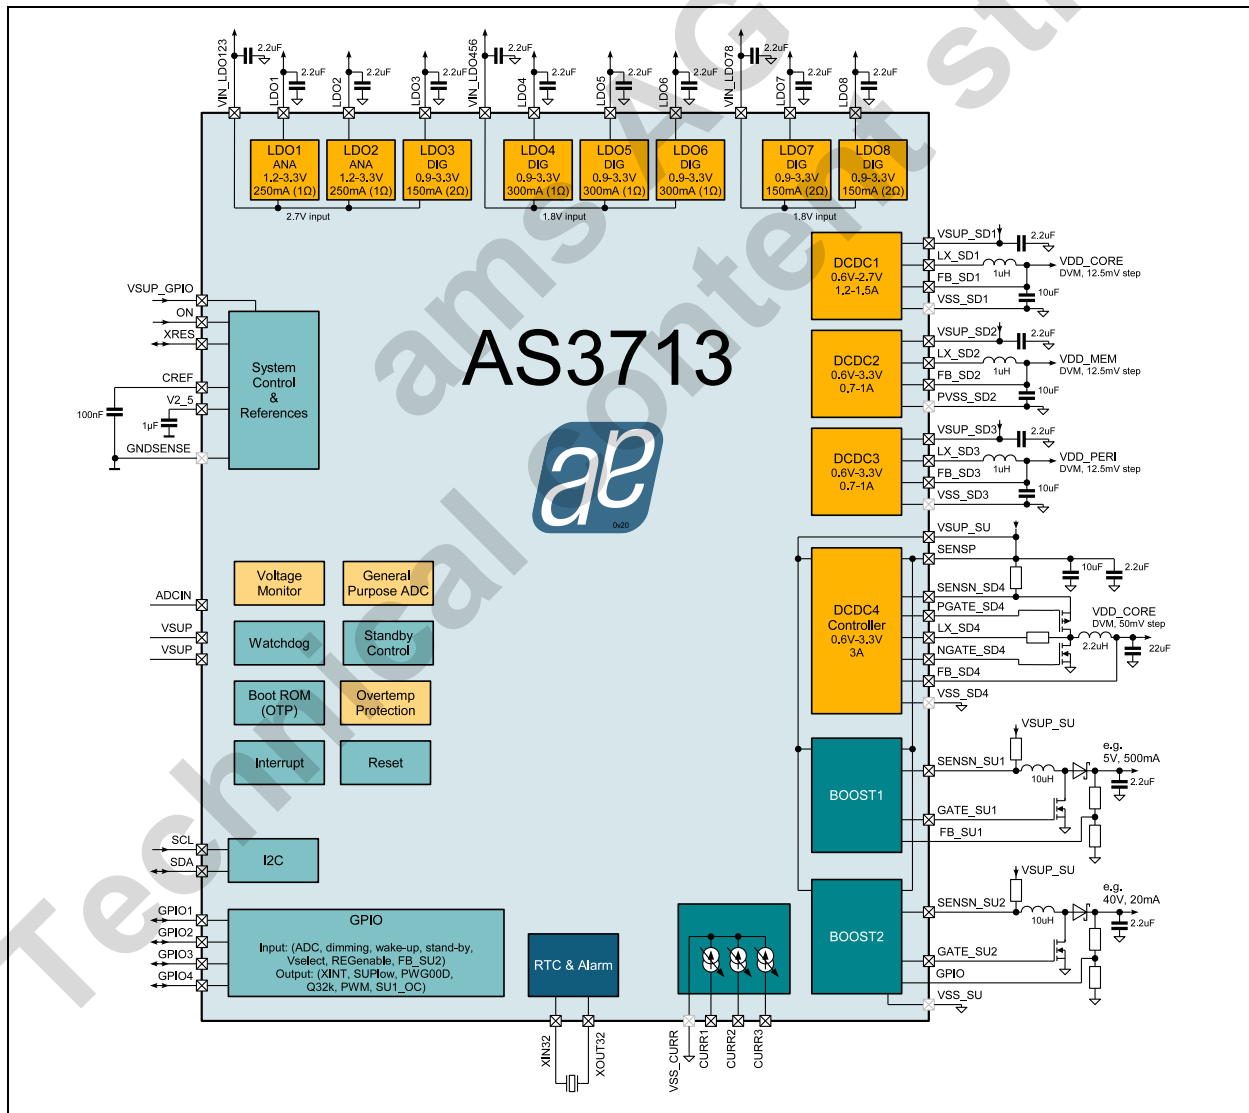 VIN_LDO123
2.2uF
LDO1
2.2uF
LDO2
2.2uF
LDO3
2.2uF
VIN_LDO456
2.2uF
LDO4
2.2uF
LDO5
2.2uF
LDO6
2.2uF
VIN_LDO78
2.2uF
LDO7
2.2uF
LDO8
2.2uF
LDO1
ANA
1.2-3.3V
250mA (1Ω)
LDO2
ANA
1.2-3.3V
250mA (1Ω)
LDO3
DIG
0.9-3.3V
150mA (2Ω)
LDO4
DIG
0.9-3.3V
300mA (1Ω)
LDO5
DIG
0.9-3.3V
300mA (1Ω)
LDO6
DIG
0.9-3.3V
300mA (1Ω)
LDO7
DIG
0.9-3.3V
150mA (2Ω)
LDO8
DIG
0.9-3.3V
150mA (2Ω)
2.7V input
1.8V input
1.8V input
DCDC1
0.6V-2.7V
1.2-1.5A
VSUP_SD1
2.2uF
LX_SD1
1uH
VDD_CORE
DVM, 12.5mV step
FB_SD1
10uF
VSS_SD1
DCDC2
0.6V-3.3V
0.7-1A
VSUP_SD2
2.2uF
LX_SD2
1uH
VDD_MEM
DVM, 12.5mV step
FB_SD2
10uF
PVSS_SD2
DCDC3
0.6V-3.3V
0.7-1A
VSUP_SD3
2.2uF
LX_SD3
1uH
VDD_PERI
DVM, 12.5mV step
FB_SD3
10uF
VSS_SD3
VSUP_GPIO
ON
XRES
CREF
V2_5
100nF
1µF
GNDSENSE
System
Control
&
References
AS3713
0v20
ams AG
Technical content sti
Voltage
Monitor
General
Purpose ADC
Watchdog
Standby
Control
Boot ROM
(OTP)
Overtemp
Protection
Interrupt
Reset
ADCIN
VSUP
VSUP
DCDC4
Controller
0.6V-3.3V
3A
VSUP_SU
SENSP
10uF
2.2uF
SENSN_SD4
PGATE_SD4
LX_SD4
2.2uH
VDD_CORE
DVM, 50mV step
22uF
NGATE_SD4
FB_SD4
VSS_SD4
BOOST1
VSUP_SU
SENSN_SU1
10uH
e.g.
5V, 500mA
2.2uF
GATE_SU1
FB_SU1
BOOST2
VSUP_SU
SENSN_SU2
10uH
e.g.
40V, 20mA
2.2uF
GATE_SU2
GPIO
VSS_SU
SCL
SDA
I2C
GPIO1
GPIO2
GPIO3
GPIO4
GPIO
Input: (ADC, dimming, wake-up, stand-by,
Vselect, REGenable, FB_SU2)
Output: (XINT, SUPlow, PWG00D,
Q32k, PWM, SU1_OC)
RTC & Alarm
XIN32
XOUT32
VSS_CURR
CURR1
CURR2
CURR3